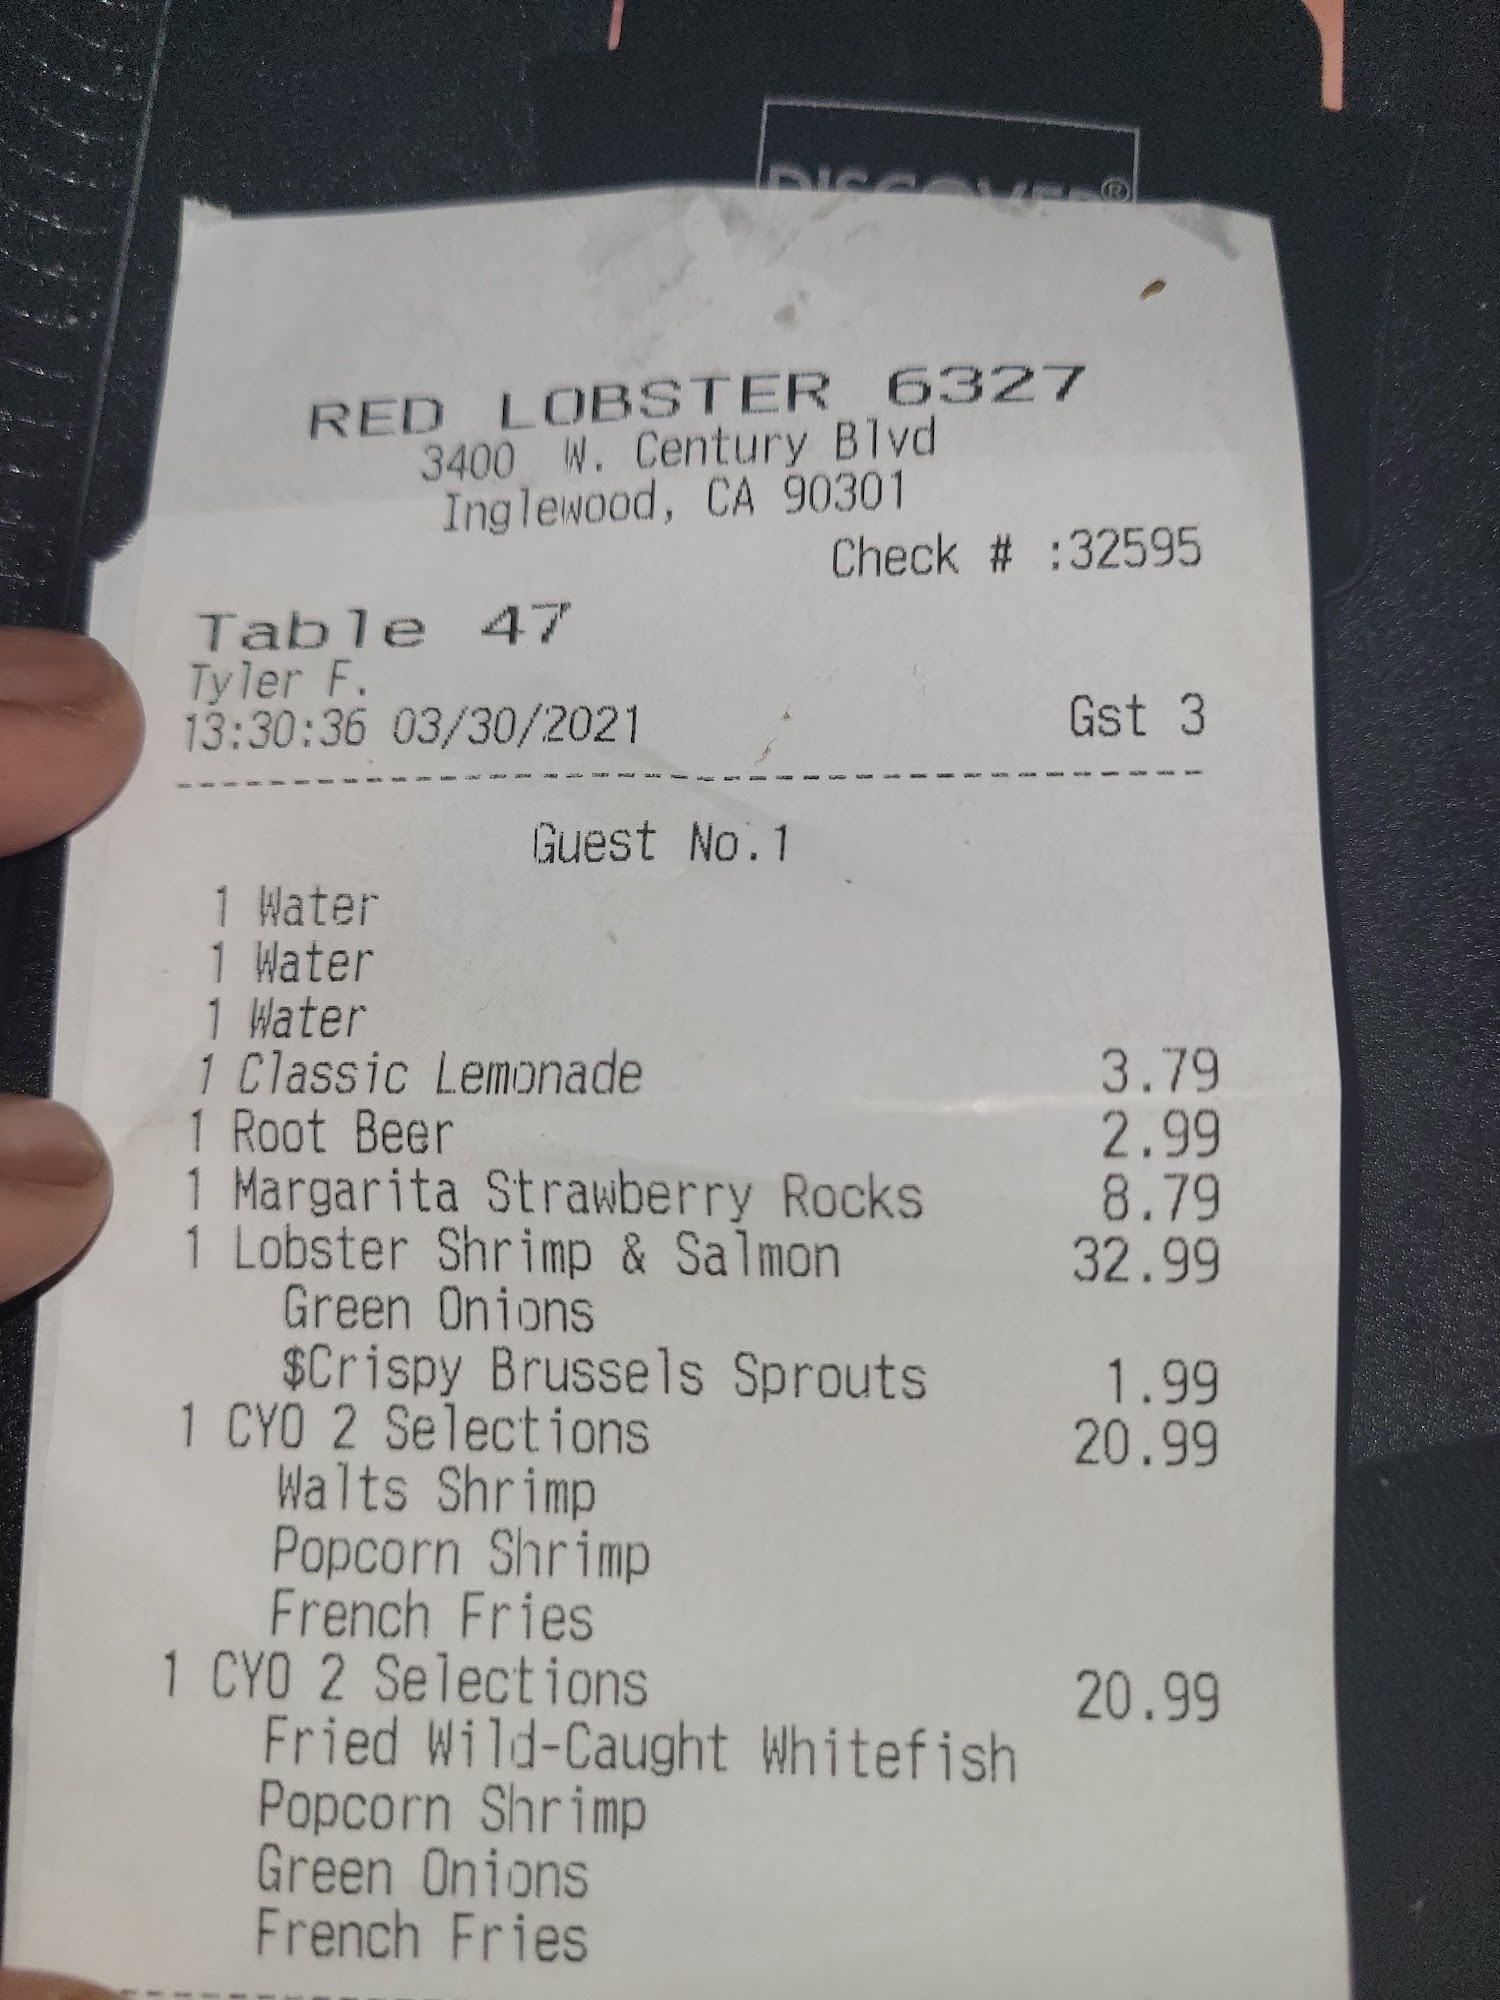 DISCOVER®
RED LOBSTER 6327
3400 W. Century Blvd
Inglewood, CA 90301
Check # :32595
Table 47
Tyler F.
13:30:36 03/30/2021 Gst 3
Guest No.1
1 Water
1 Water
1 Water
1 Classic Lemonade 3.79
1 Root Beer 2.99
1 Margarita Strawberry Rocks 8.79
1 Lobster Shrimp & Salmon 32.99
Green Onions
$Crispy Brussels Sprouts 1.99
1 CYO 2 Selections 20.99
Walts Shrimp
Popcorn Shrimp
French Fries
1 CYO 2 Selections 20.99
Fried Wild-Caught Whitefish
Popcorn Shrimp
Green Onions
French Fries